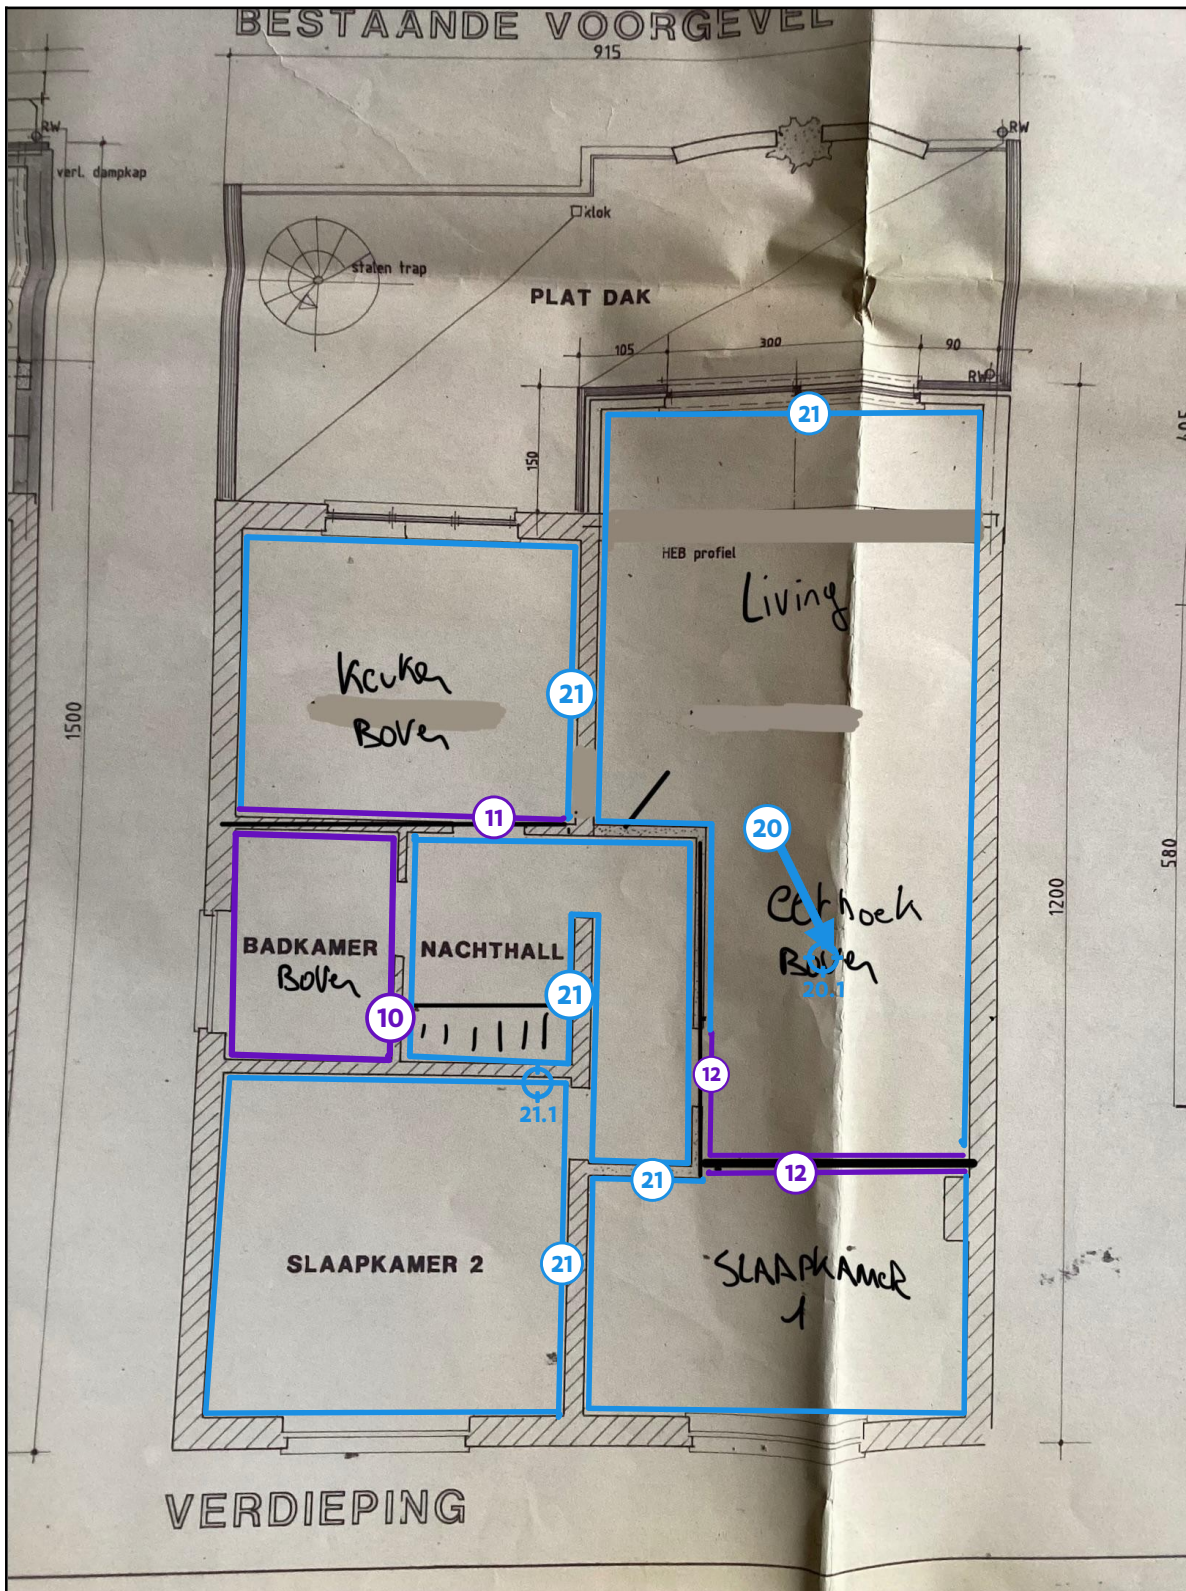 BESTAANDE VOORGEVEL
915
RW
RW
verl. dampkap
klok
stalen trap
PLAT DAK
105
300
90
RW
21
150
605
HEB profiel
Living
Keuken
21
Boven
1500
11
20
580
Eethoek
1200
BADKAMER
NACHTHALL
Boven
Boven
20.1
21
10
12
21.1
12
21
SLAAPKAMER 2
21
SLAAPKAMER
1
VERDIEPING